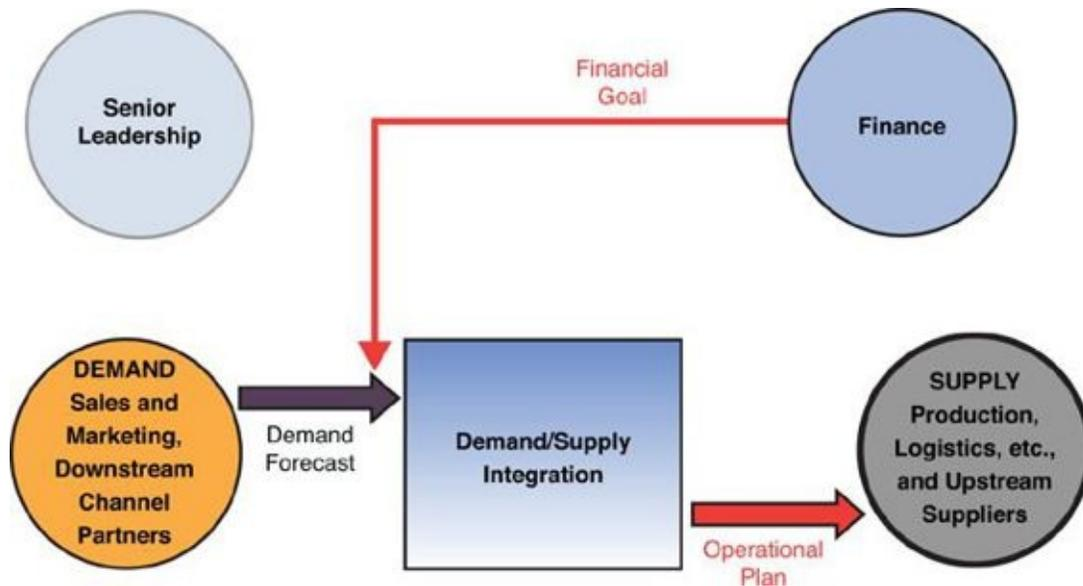 Senior
Leadership
Financial
Goal
Finance
DEMAND
Sales and
Marketing,
Downstream
Channel
Partners
Demand
Forecast
Demand/Supply
Integration
Operational
Plan
SUPPLY
Production,
Logistics, etc.,
and Upstream
Suppliers